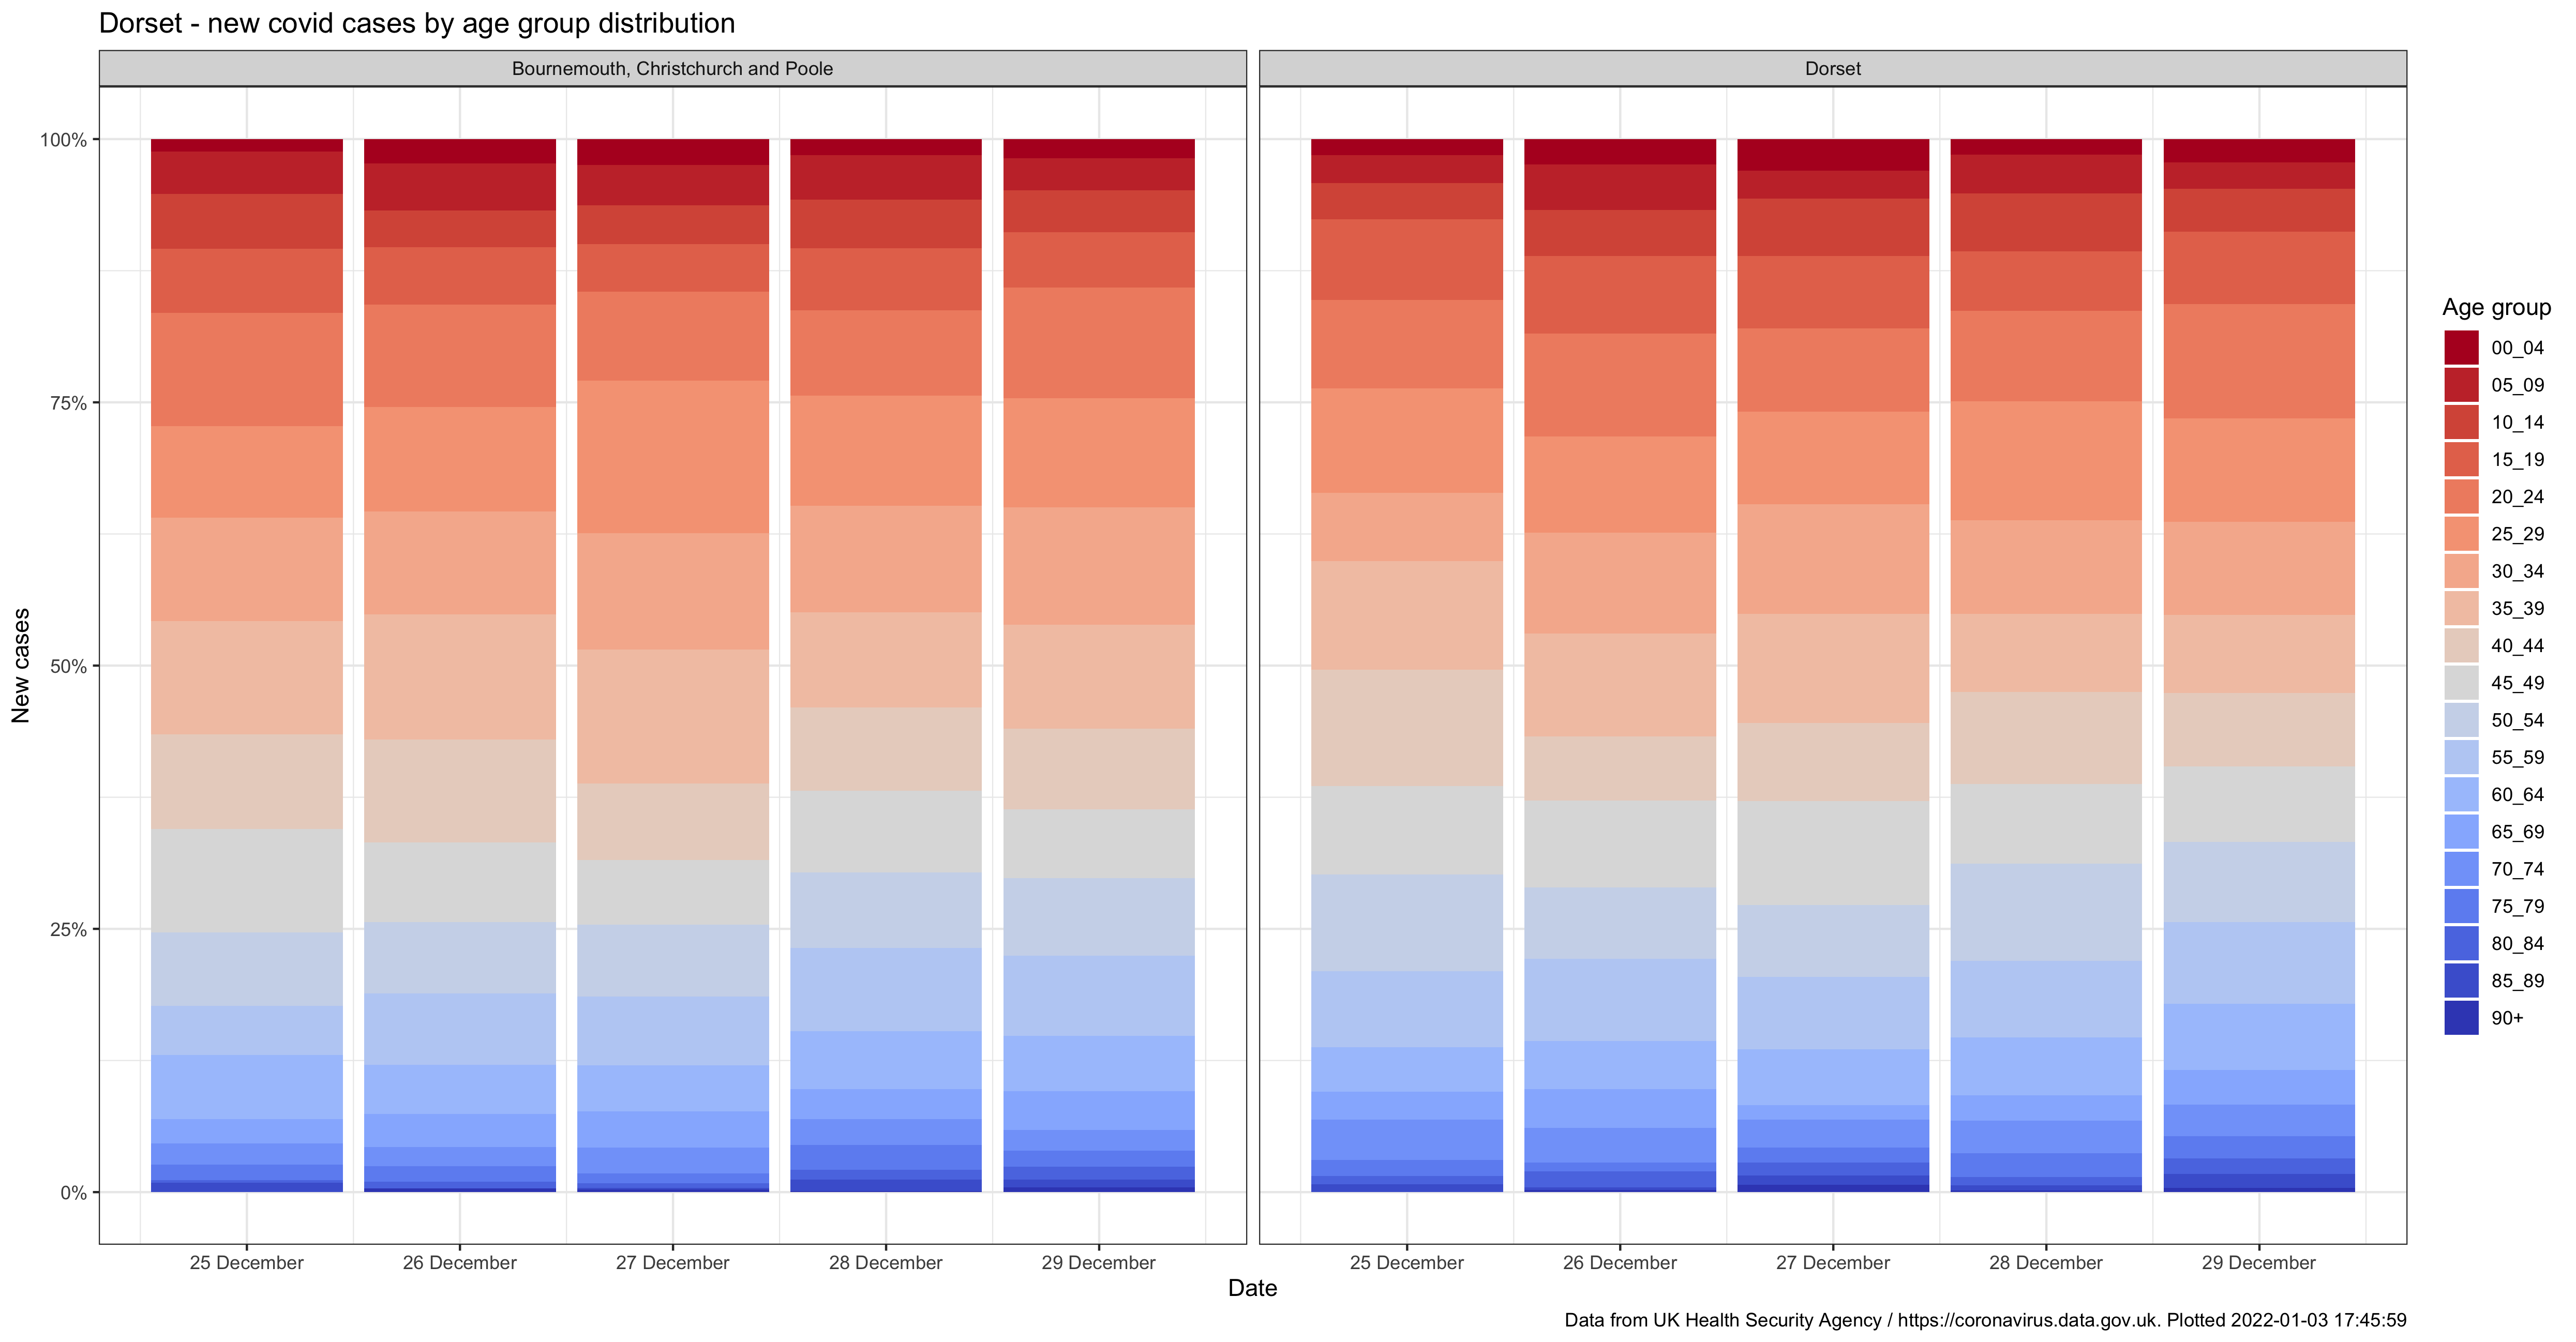 Dorset - new covid cases by age group distribution
Bournemouth, Christchurch and Poole
Dorset
New cases
100%
75%
50%
25%
0%
25 December
26 December
27 December
28 December
29 December
25 December
26 December
27 December
28 December
29 December
Date
Age group
00_04
05_09
10_14
15_19
20_24
25_29
30_34
35_39
40_44
45_49
50_54
55_59
60_64
65_69
70_74
75_79
80_84
85_89
90+
Data from UK Health Security Agency / https://coronavirus.data.gov.uk. Plotted 2022-01-03 17:45:59